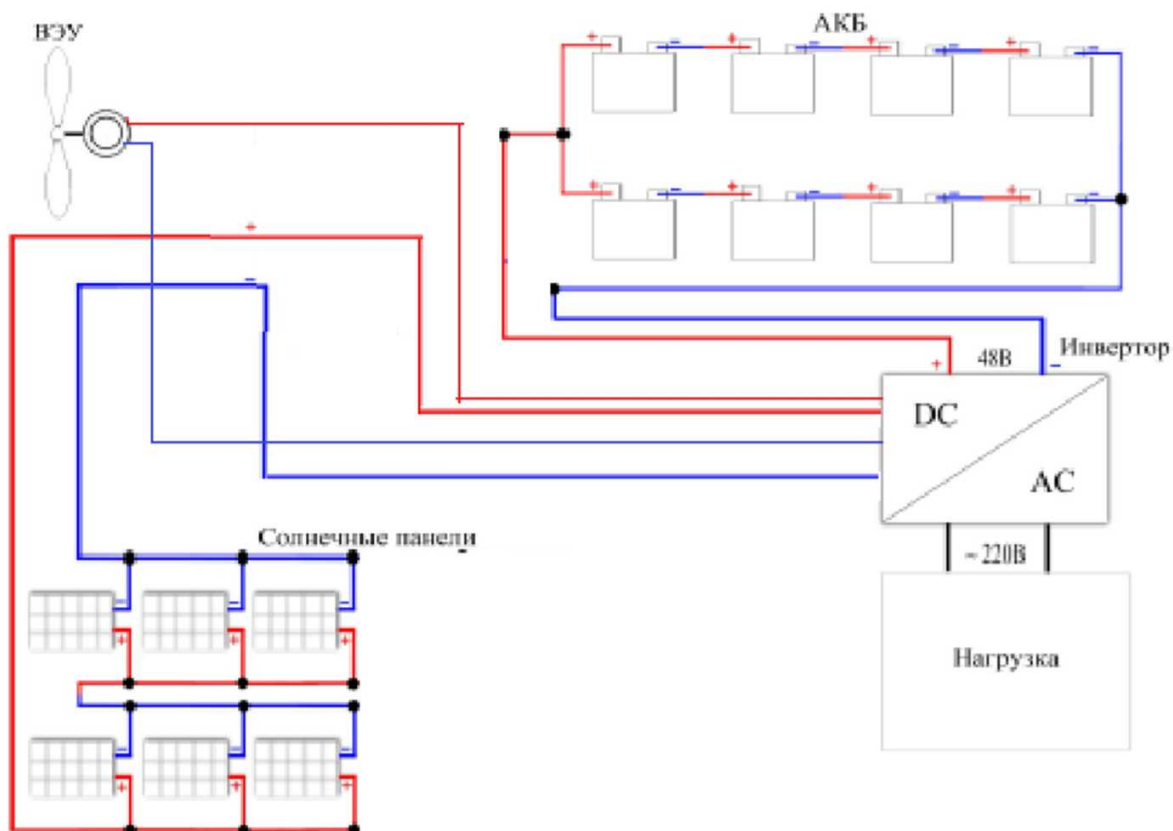 ВЭУ
АКБ
+ - + - + - + -
+ - + - + - +
+
-
Инвертор
+ 48В -
DC
AC
~ 220В
Солнечные панели
- - -
+ + +
- - -
+ + +
Нагрузка